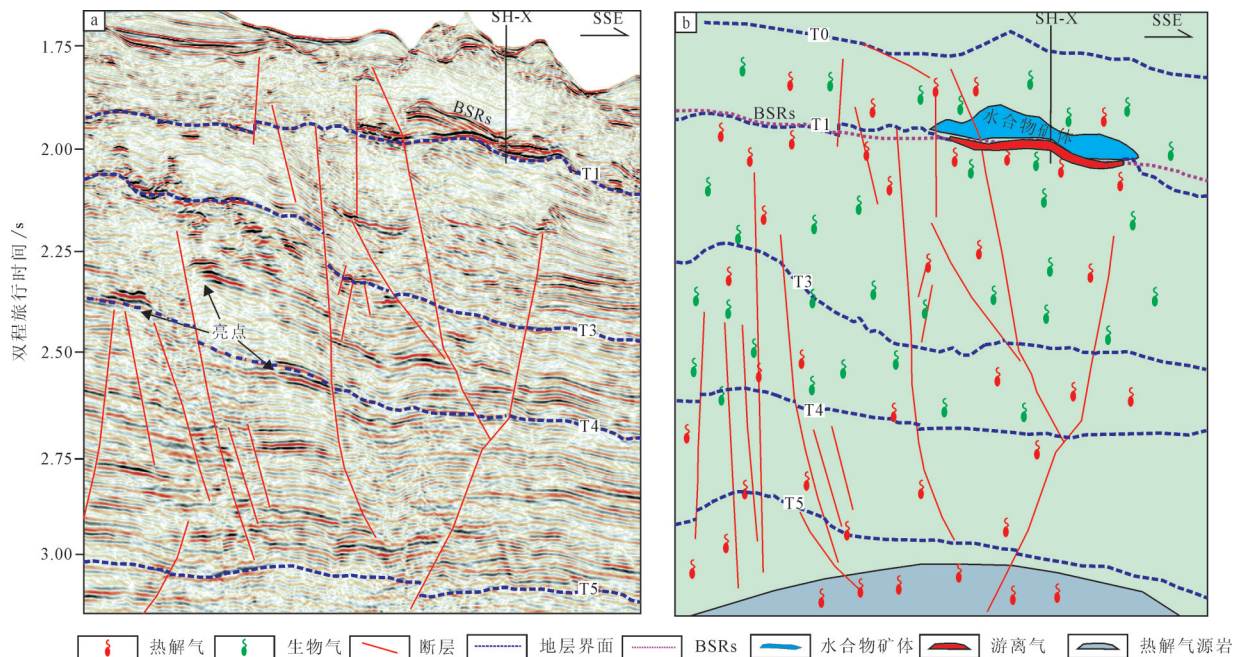 a
SH-X
SSE
1.75
2.00
2.25
2.50
2.75
3.00
双程旅行时间/s
BSRs
T1
亮点
T3
T4
T5
b
SH-X
SSE
T0
BSRs
T1
水合物矿体
T3
T4
T5
热解气 生物气 断层 地层界面 BSRs 水合物矿体 游离气 热解气源岩